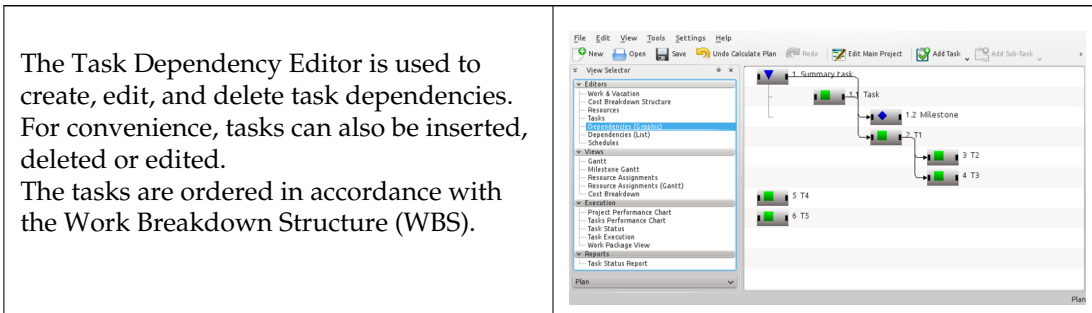 The Task Dependency Editor is used to
create, edit, and delete task dependencies.
For convenience, tasks can also be inserted,
deleted or edited.
The tasks are ordered in accordance with
the Work Breakdown Structure (WBS).
File Edit View Tools Settings Help
New Open Save Undo Calculate Plan Redo Edit Main Project Add Task Add Sub-Task
View Selector
Editors
Work & Vacation
Cost Breakdown Structure
Resources
Tasks
Dependencies (Graphic)
Dependencies (List)
Schedules
Views
Gantt
Milestone Gantt
Resource Assignments
Resource Assignments (Gantt)
Cost Breakdown
Execution
Project Performance Chart
Tasks Performance Chart
Task Status
Task Execution
Work Package View
Reports
Task Status Report
Plan
1 Summary task
1.1 Task
1.2 Milestone
2 T1
3 T2
4 T3
5 T4
6 T5
Plan